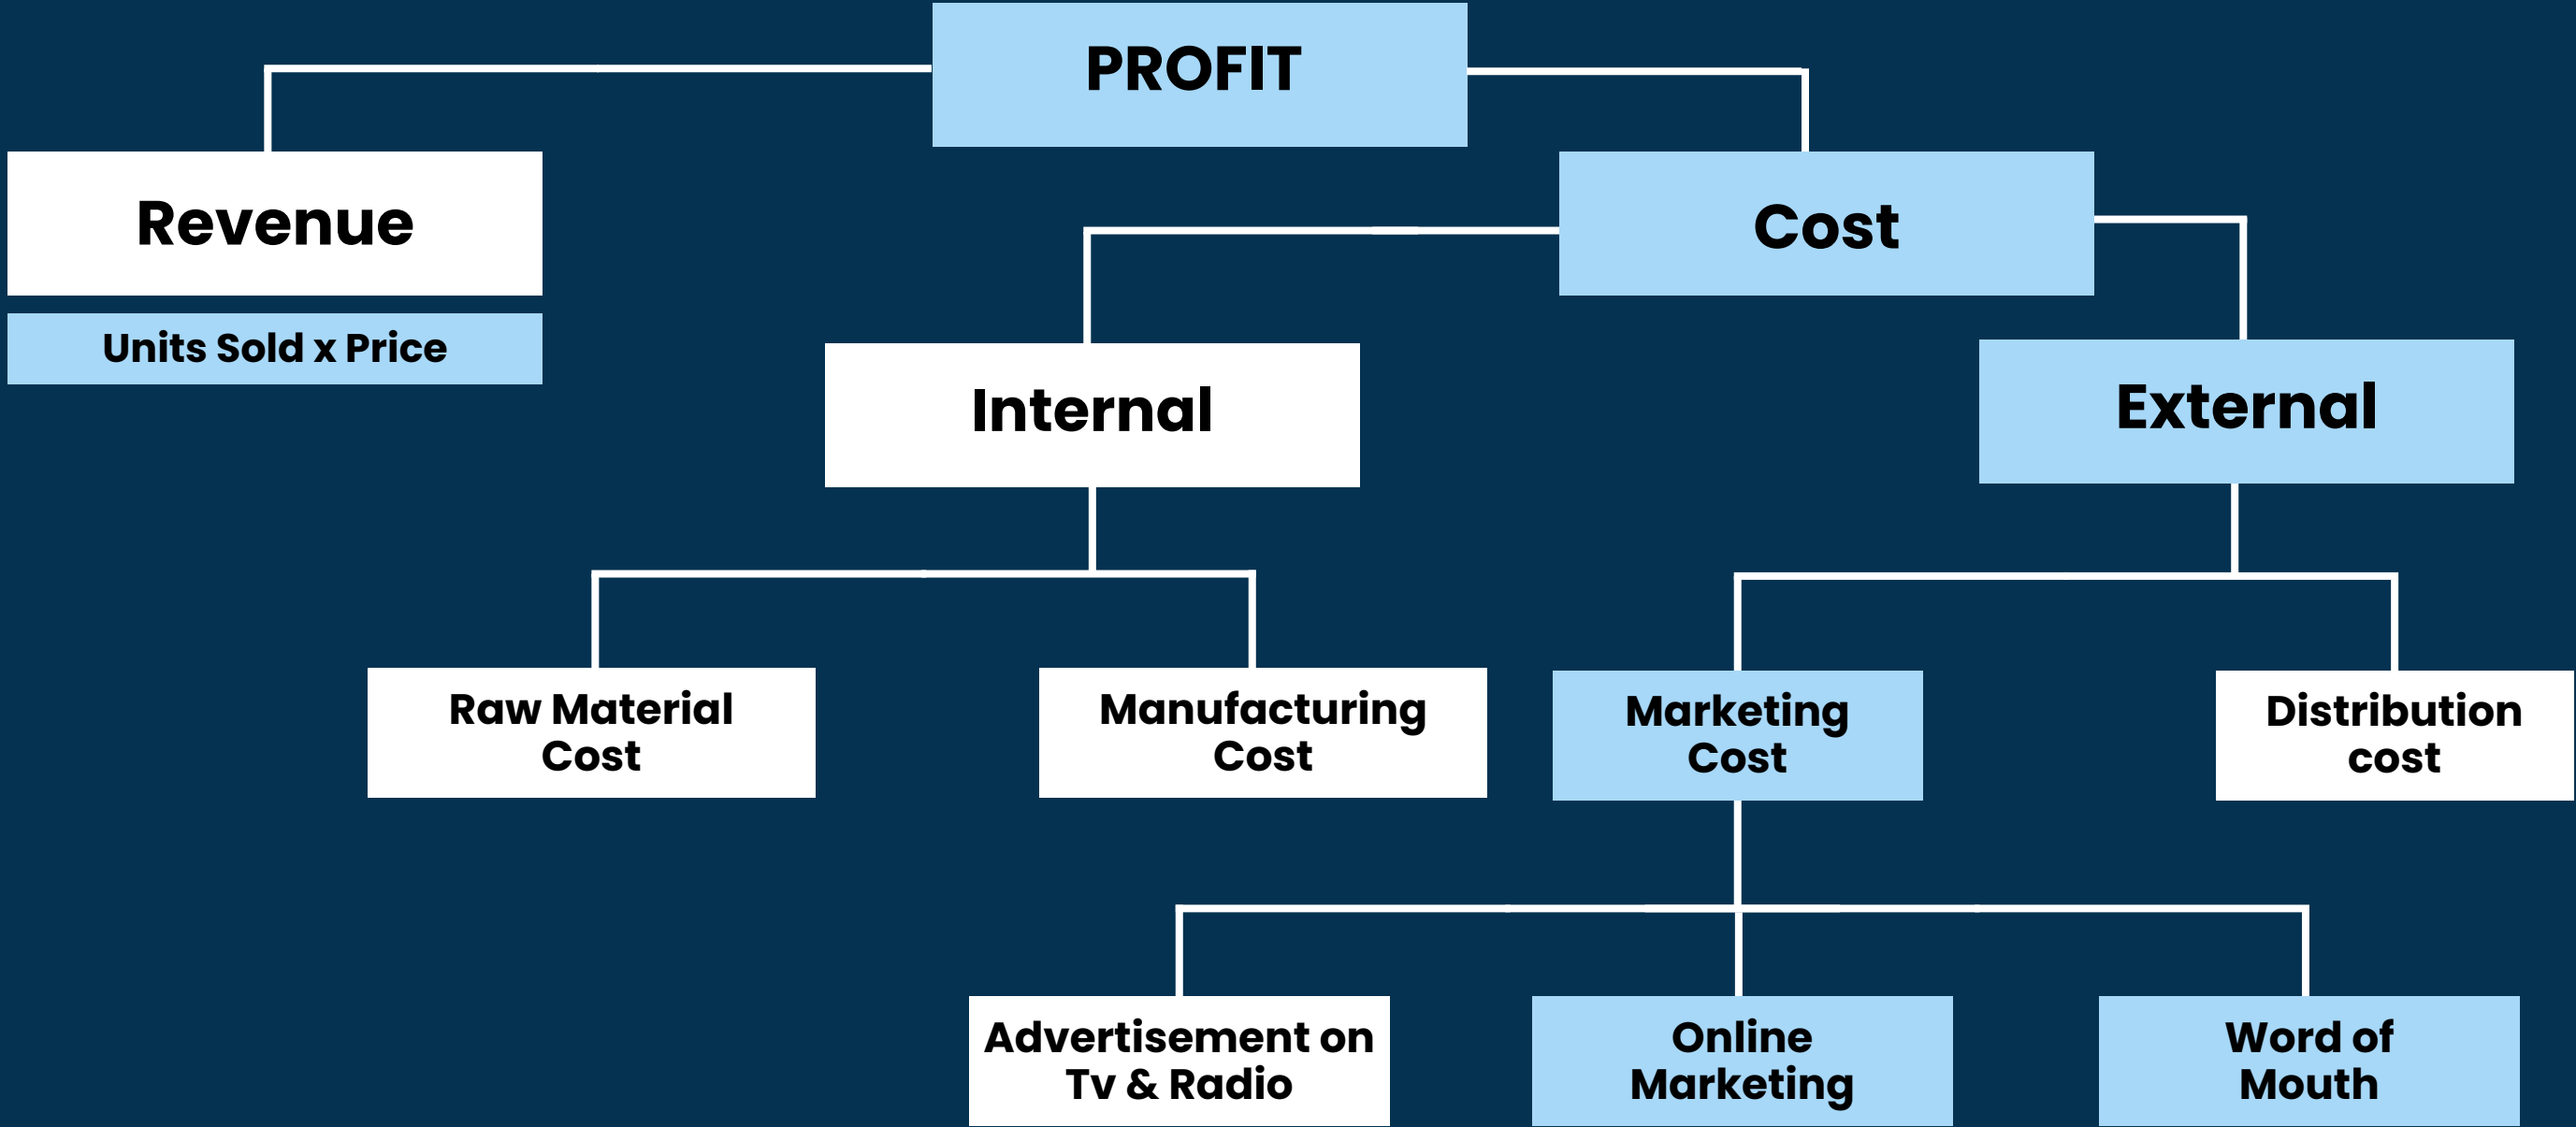 PROFIT
Revenue
Cost
Units Sold x Price
Internal
External
Raw Material
Cost
Manufacturing
Cost
Marketing
Cost
Distribution
cost
Advertisement on
Tv & Radio
Online
Marketing
Word of
Mouth